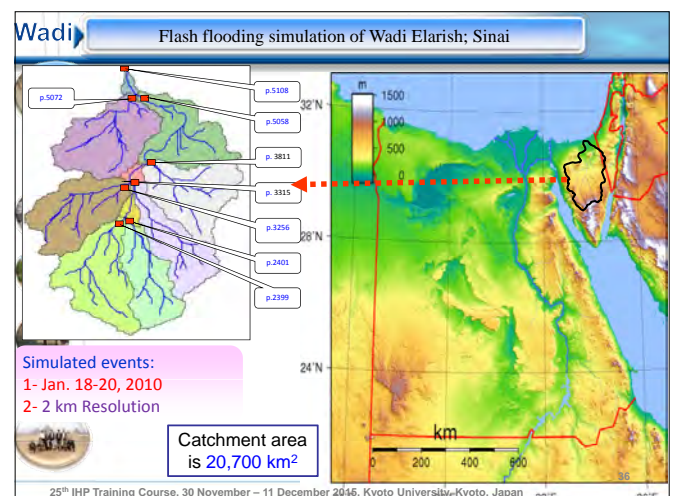 Wadi
Flash flooding simulation of Wadi Elarish; Sinai
p.5108
p.5072
p.5058
p. 3811
p. 3315
p.3256
p.2401
p.2399
m
1500
1000
500
0
32°N
28°N
24°N
km
0 200 400 600
Simulated events:
1- Jan. 18-20, 2010
2- 2 km Resolution
Catchment area
is 20,700 km²
36
25th IHP Training Course, 30 November – 11 December 2015, Kyoto University, Kyoto, Japan